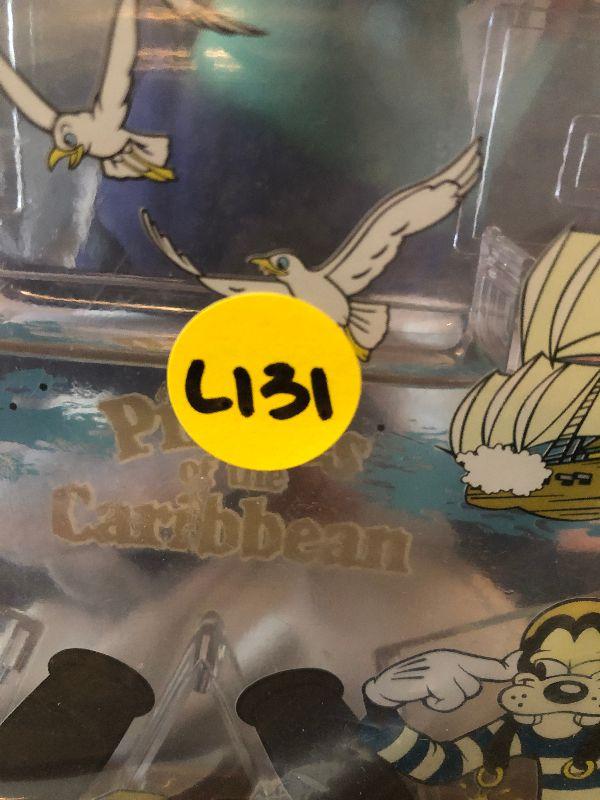 L131
of the
Caribbean